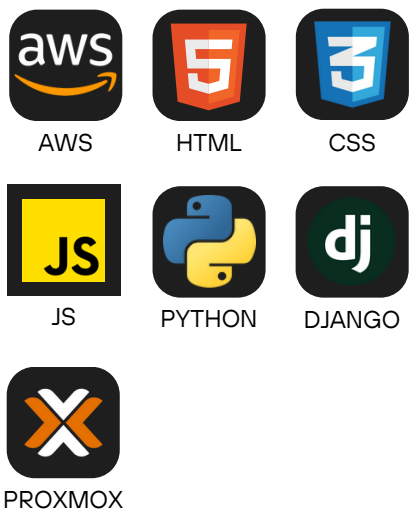 aws
5
3
AWS
HTML
CSS
JS
dj
JS
PYTHON
DJANGO
PROXMOX